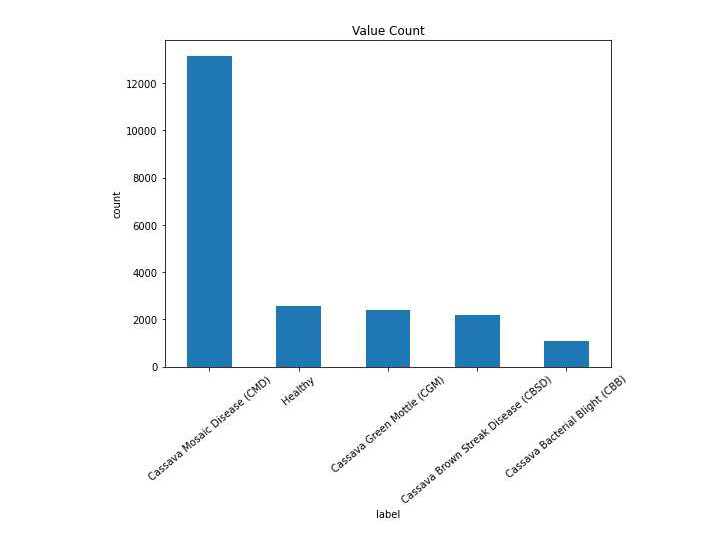 Value Count
12000
10000
8000
6000
4000
2000
0
count
Cassava Mosaic Disease (CMD)
Healthy
Cassava Green Mottle (CGM)
Cassava Brown Streak Disease (CBSD)
Cassava Bacterial Blight (CBB)
label